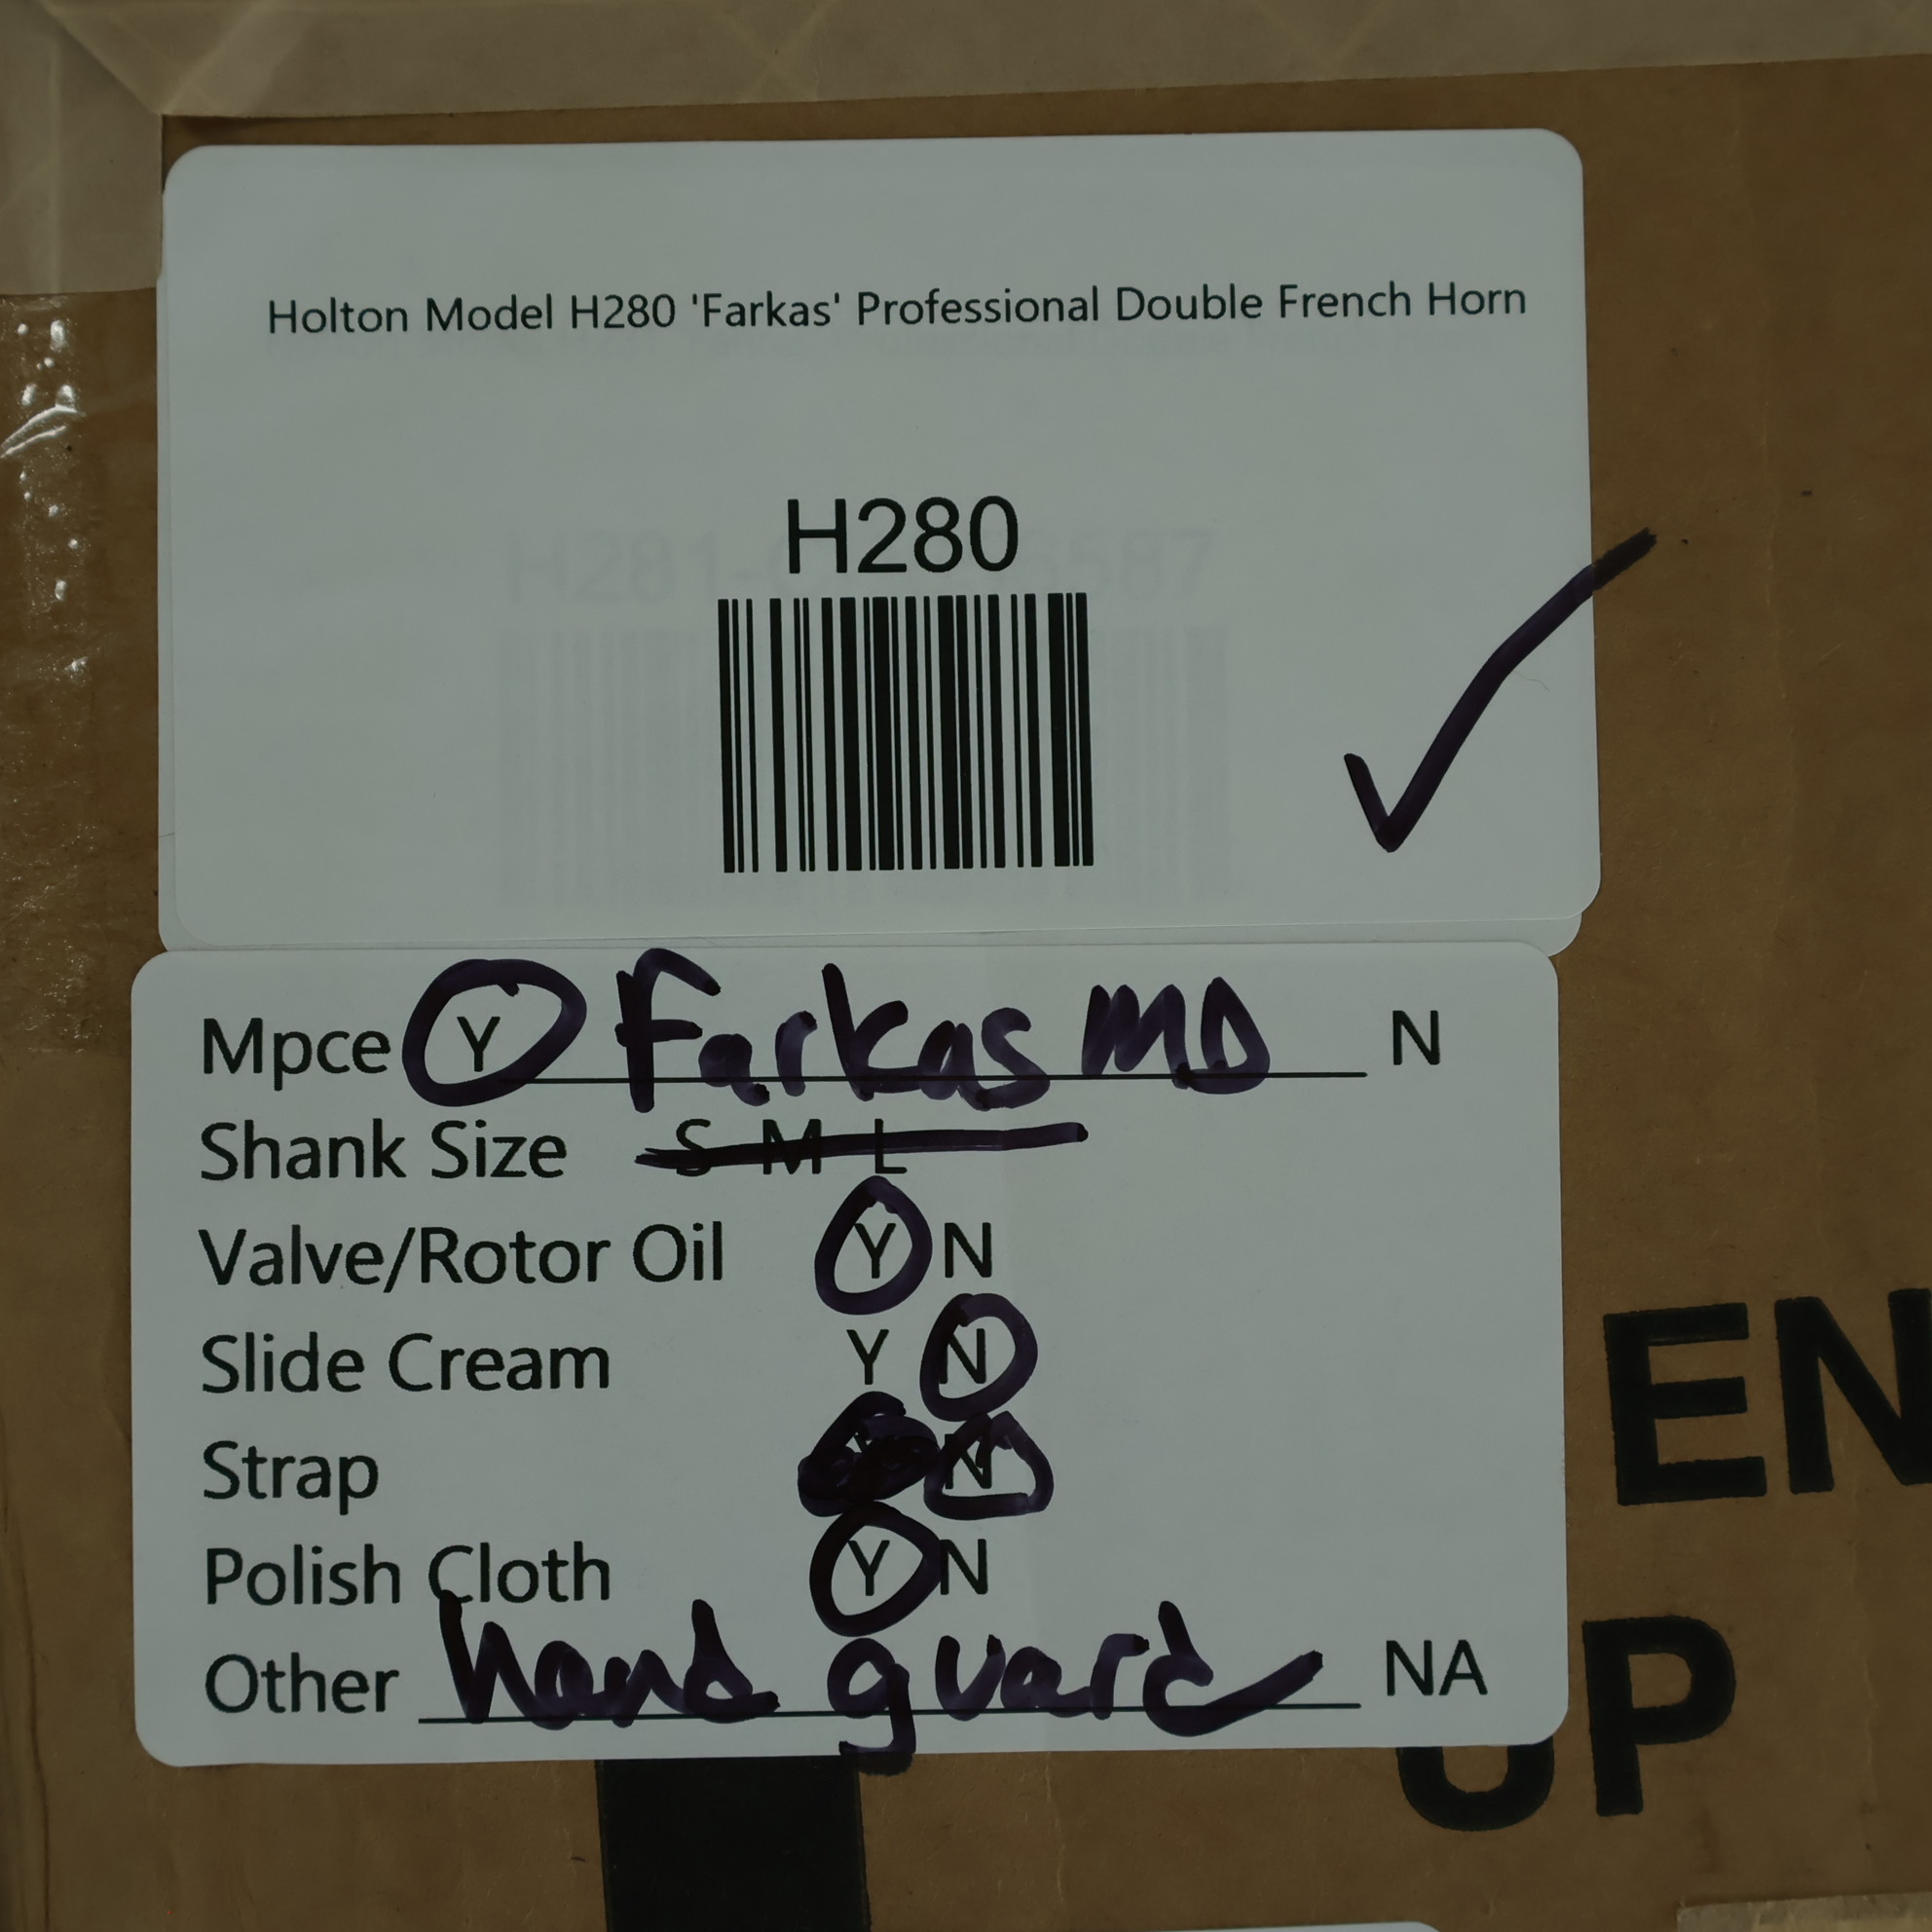 Holton Model H280 'Farkas' Professional Double French Horn
H280
Mpce Y Farkas MD N
Shank Size S M L
Valve/Rotor Oil Y N
Slide Cream Y N
Strap Y N
Polish Cloth Y N
Other hand guard NA
EN
UP